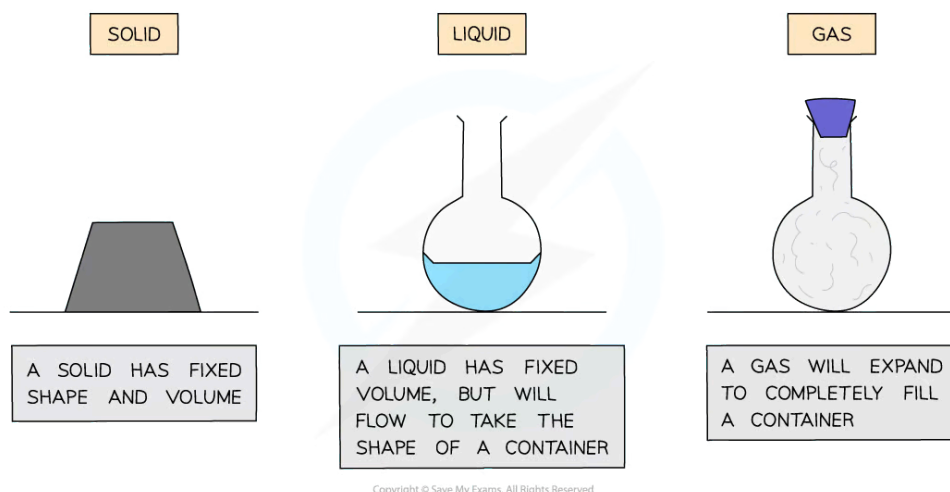 SOLID
LIQUID
GAS
A SOLID HAS FIXED
SHAPE AND VOLUME
A LIQUID HAS FIXED
VOLUME, BUT WILL
FLOW TO TAKE THE
SHAPE OF A CONTAINER
A GAS WILL EXPAND
TO COMPLETELY FILL
A CONTAINER
Copyright © Save My Exams. All Rights Reserved